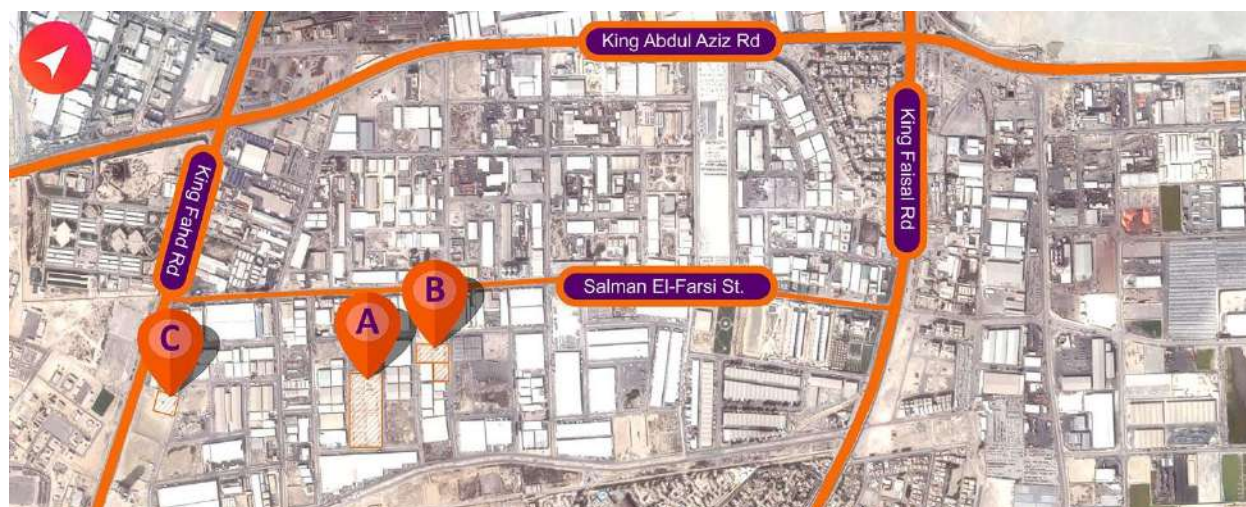 King Abdul Aziz Rd
King Fahd Rd
King Faisal Rd
Salman El-Farsi St.
B
A
C